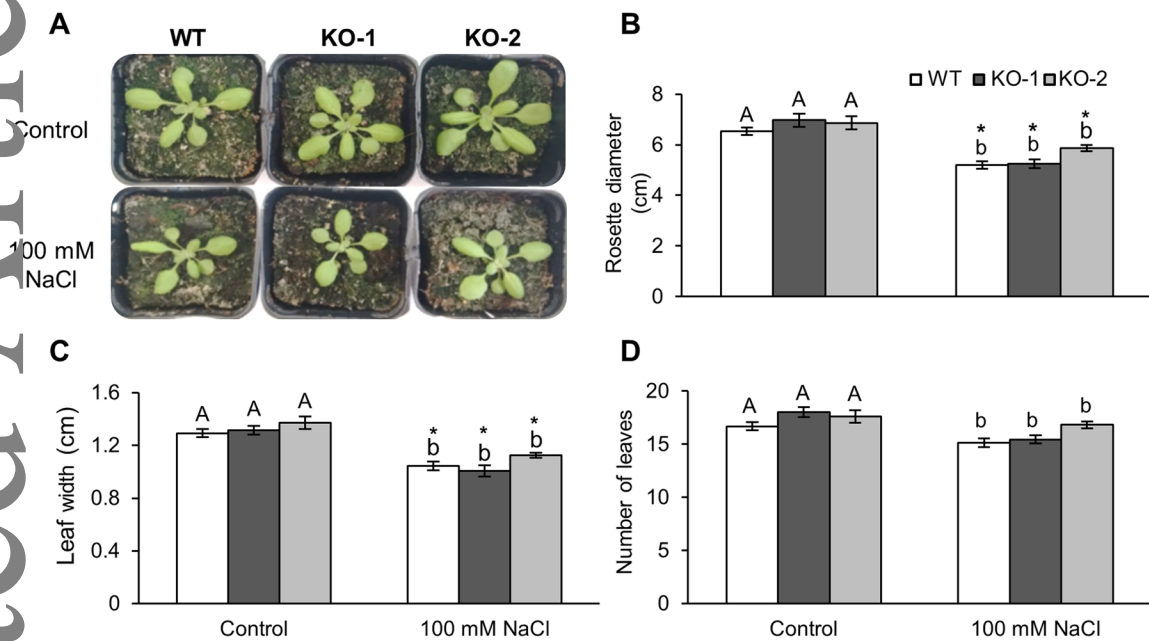 A
WT KO-1 KO-2
Control
100 mM
NaCl
B
WT KO-1 KO-2
Rosette diameter
(cm)
8
6
4
2
0
A A A
* * *
b b b
C
Leaf width (cm)
1.6
1.2
0.8
0.4
0
A A A
* * *
b b b
Control 100 mM NaCl
D
Number of leaves
20
15
10
5
0
A A A
b b b
Control 100 mM NaCl